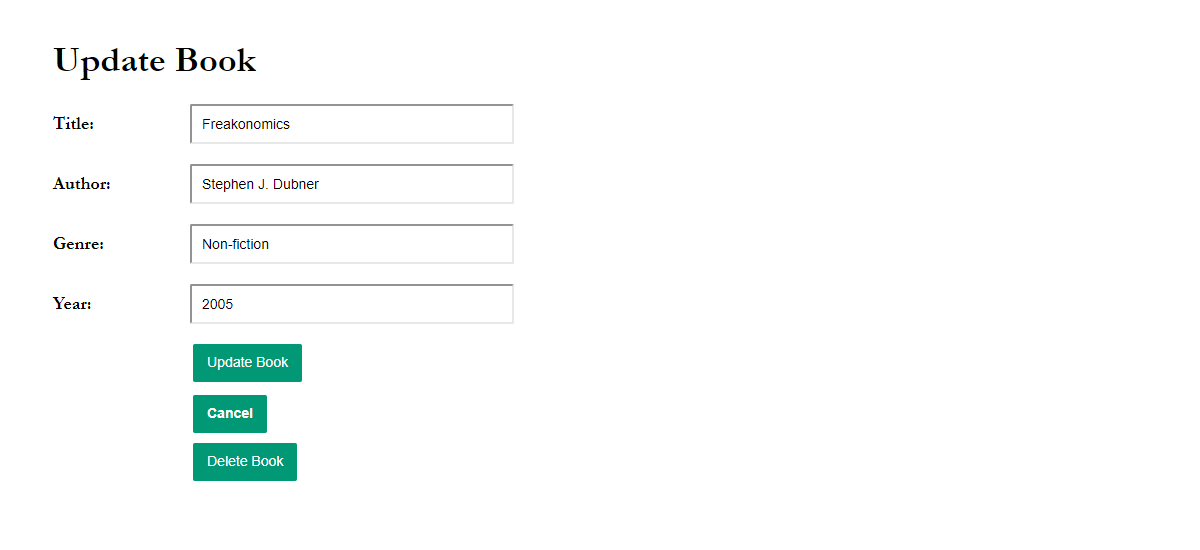 Update Book
Title: Freakonomics
Author: Stephen J. Dubner
Genre: Non-fiction
Year: 2005
Update Book
Cancel
Delete Book